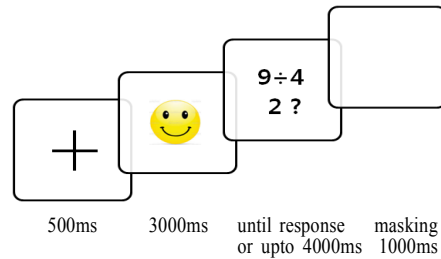 9÷4
2 ?
500ms
3000ms
until response
or upto 4000ms
masking
1000ms